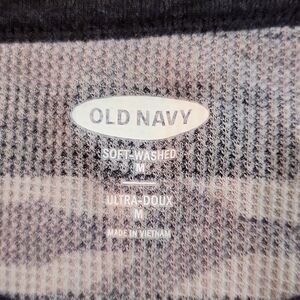 OLD NAVY
SOFT-WASHED
M
ULTRA-DOUX
M
MADE IN VIETNAM